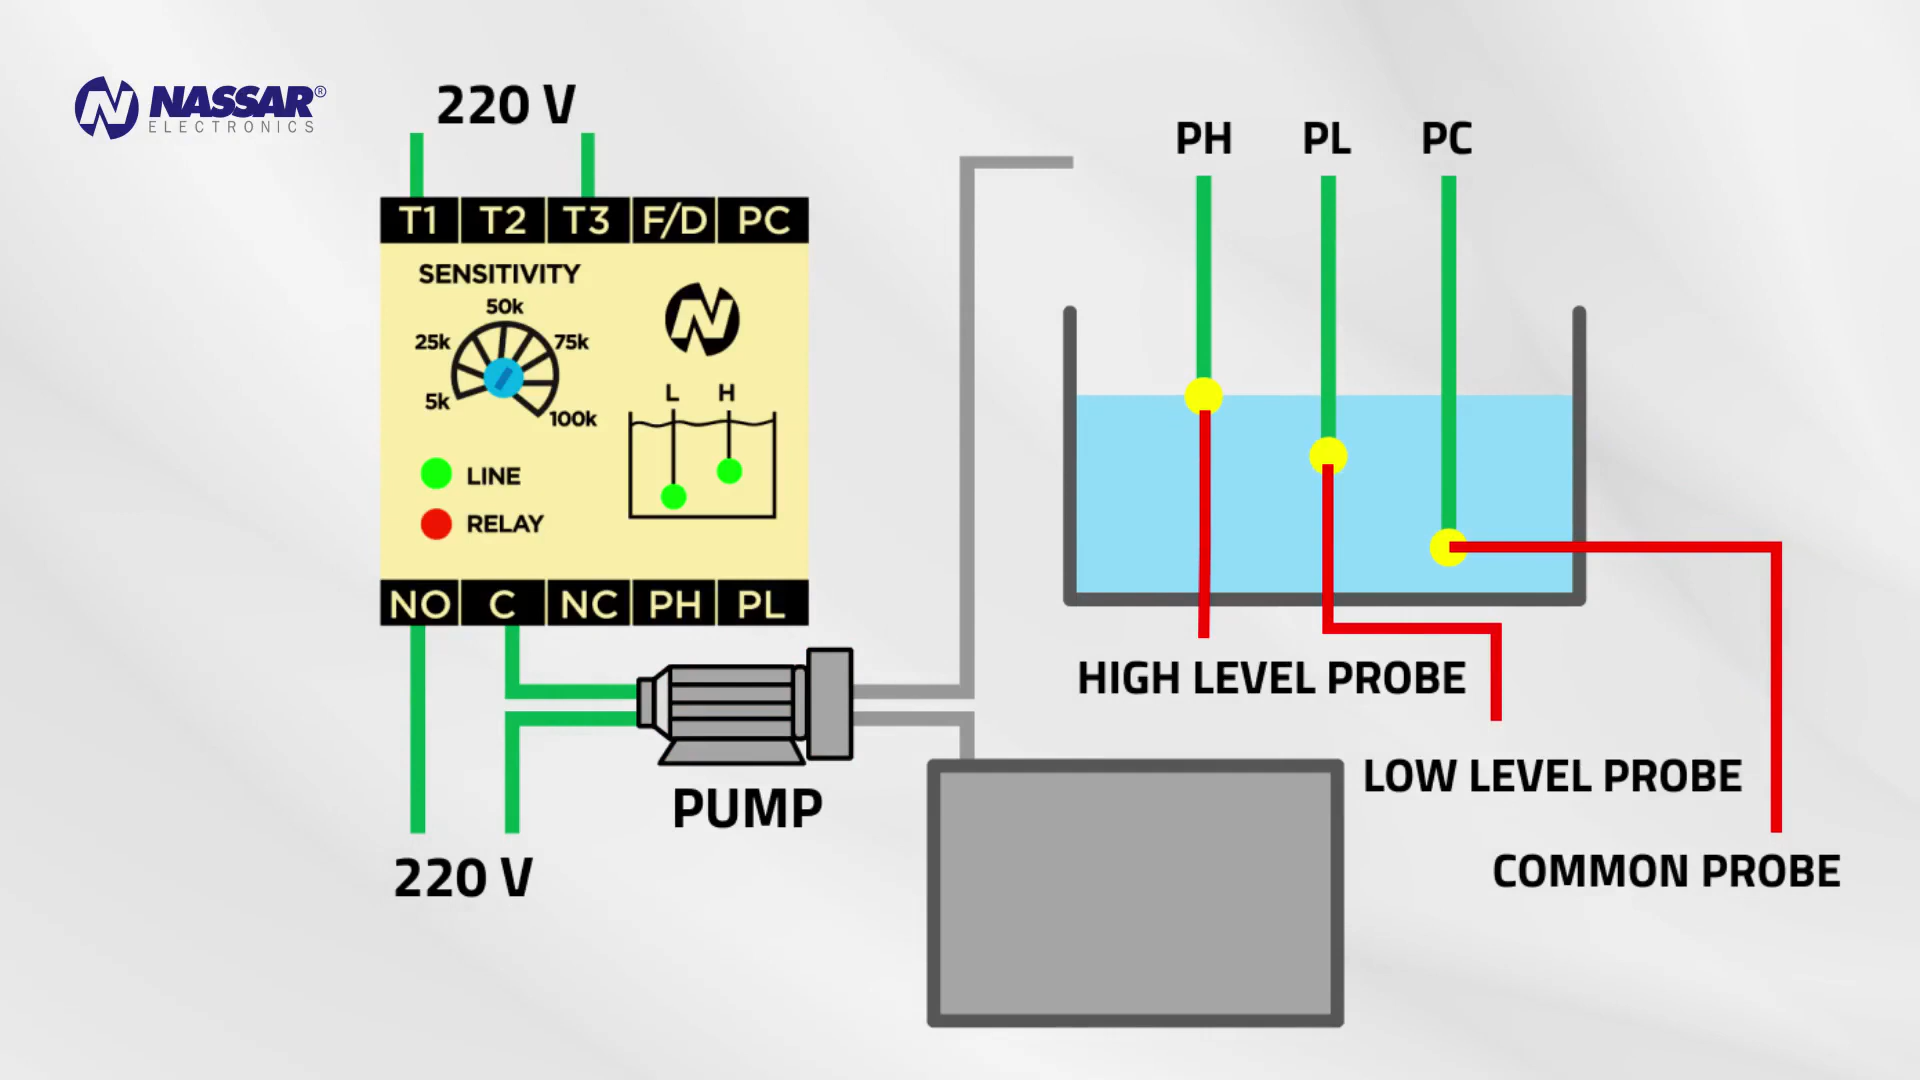 NASSAR®
ELECTRONICS
220 V
T1 T2 T3 F/D PC
SENSITIVITY
50k
25k 75k
5k 100k
L H
LINE
RELAY
NO C NC PH PL
220 V
PUMP
PH PL PC
HIGH LEVEL PROBE
LOW LEVEL PROBE
COMMON PROBE